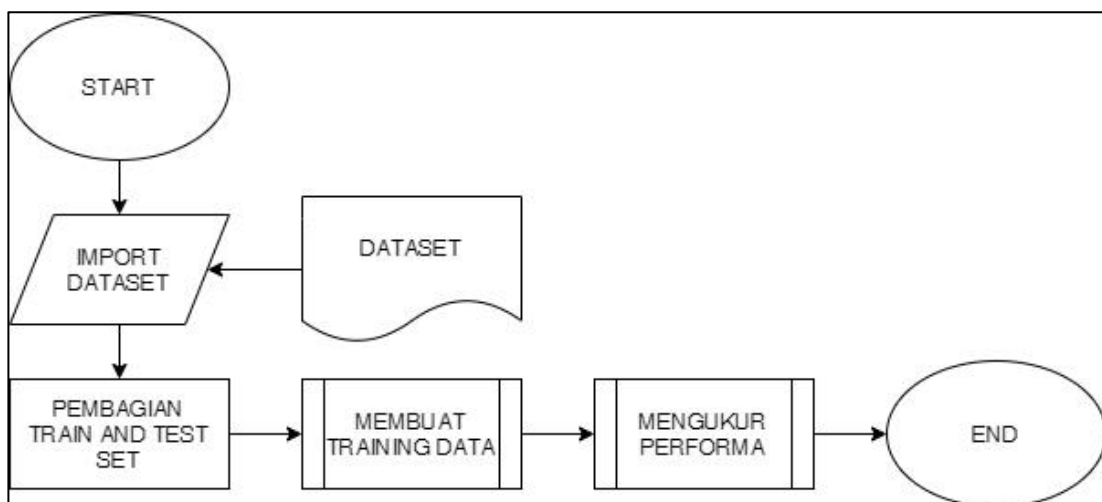 START
IMPORT
DATASET
DATASET
PEMBAGIAN
TRAIN AND TEST
SET
MEMBUAT
TRAINING DATA
MENGUKUR
PERFORMA
END